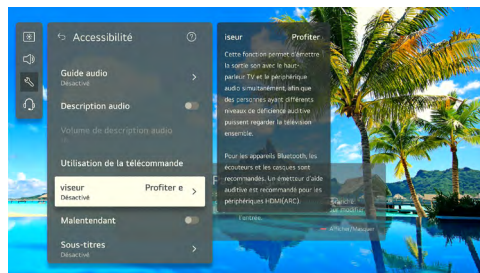 Accessibilité
Guide audio
Désactivé
Description audio
Volume de description audio
Utilisation de la télécommande
viseur Profiter e
Désactivé
Malentendant
Sous-titres
Désactivé
iseur Profiter
Cette fonction permet d'émettre
la sortie son avec le haut-
parleur TV et le périphérique
audio simultanément, afin que
des personnes ayant différents
niveaux de déficience auditive
puissent regarder la télévision
ensemble.
Pour les appareils Bluetooth, les
écouteurs et les casques sont
recommandés. Un émetteur d'aide
auditive est recommandé pour les
périphériques HDMI(ARC)
l'antrée.
Afficher/Masquer